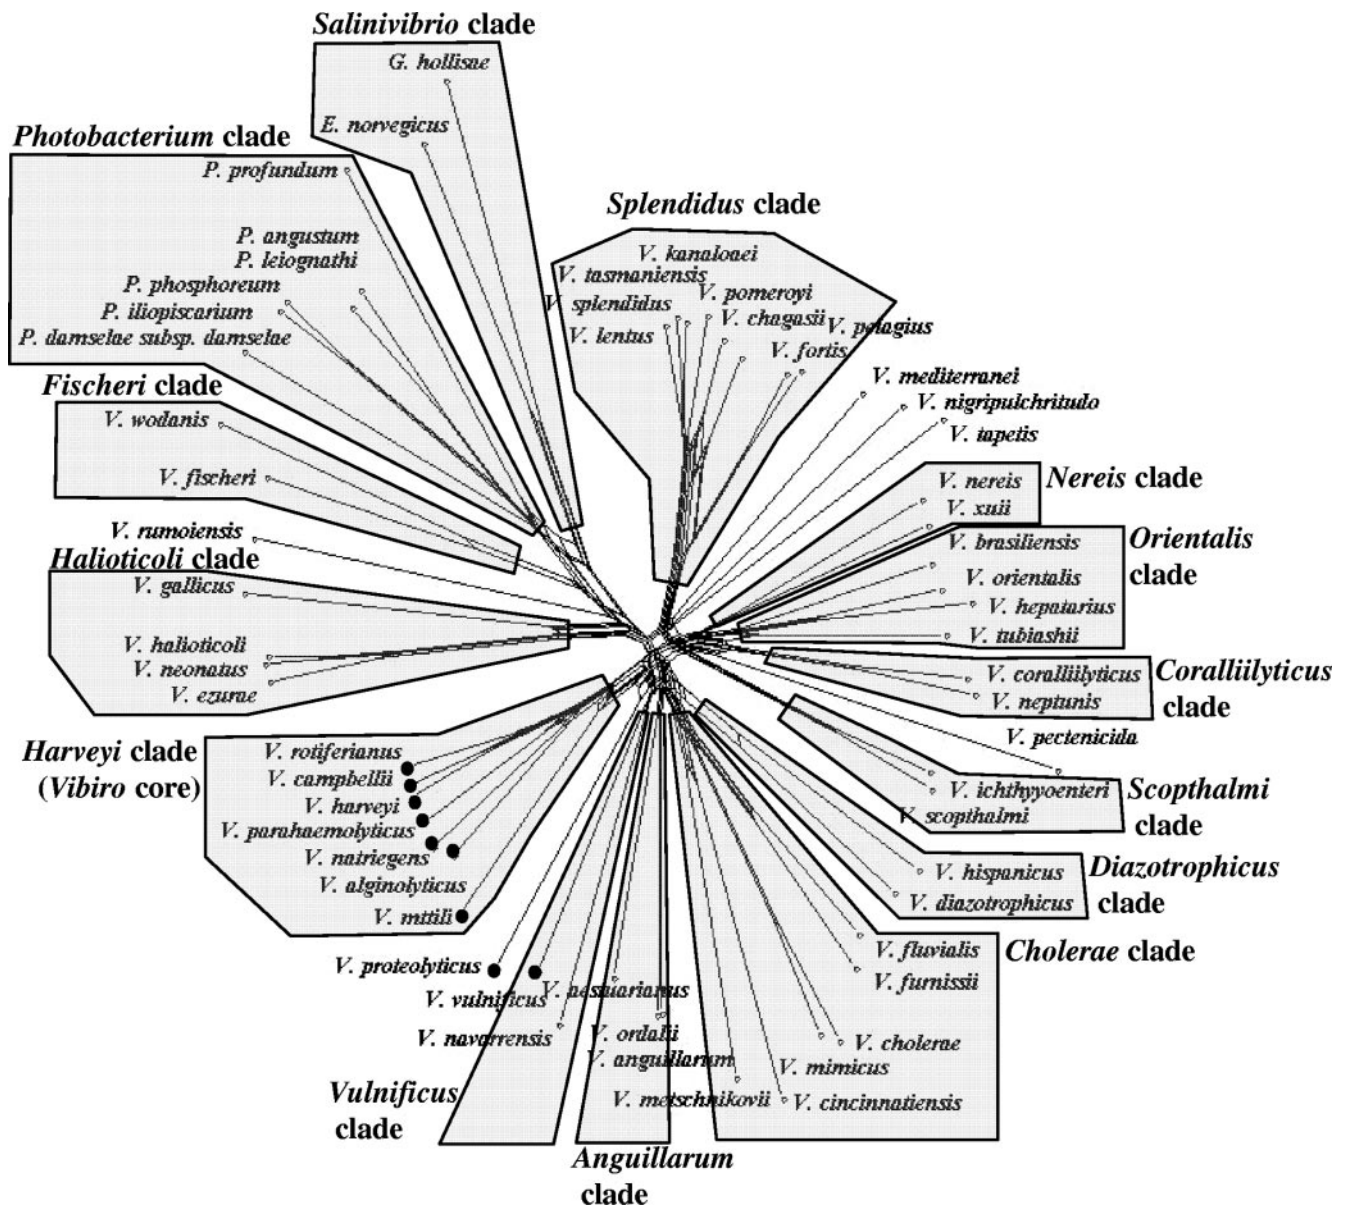 Salinivibrio clade
G. hollisae
E. norvegicus
Photobacterium clade
P. profundum
P. angustum
P. leiognathi
P. phosphoreum
P. iliopiscarium
P. damselae subsp. damselae
Splendidus clade
V. kanaloaei
V. tasmaniensis
V. pomeroyi
V. splendidus
V. chagasii
V. pelagius
V. lentus
V. fortis
Fischeri clade
V. wodanis
V. fischeri
V. mediterranei
V. nigripulchritudo
V. tapetis
Nereis clade
V. nereis
V. xuii
V. rumoiensis
Halioticoli clade
V. gallicus
V. halioticoli
V. neonatus
V. ezurae
Orientalis
clade
V. brasiliensis
V. orientalis
V. hepatarius
V. tubiashii
Coralliilyticus
clade
V. coralliilyticus
V. neptunis
V. pectenicida
Harveyi clade
(Vibiro core)
V. rotiferianus
V. campbellii
V. harveyi
V. parahaemolyticus
V. natriegens
V. alginolyticus
V. mttili
Scopthalmi
clade
V. ichthyyoenteri
V. scopthalmi
Diazotrophicus
clade
V. hispanicus
V. diazotrophicus
Cholerae clade
V. fluvialis
V. furnissii
V. cholerae
V. mimicus
V. cincinnatiensis
V. metschnikovii
V. proteolyticus
V. vulnificus
V. navarrensis
V. aestuarianus
V. ordalii
V. anguillarum
Vulnificus
clade
Anguillarum
clade